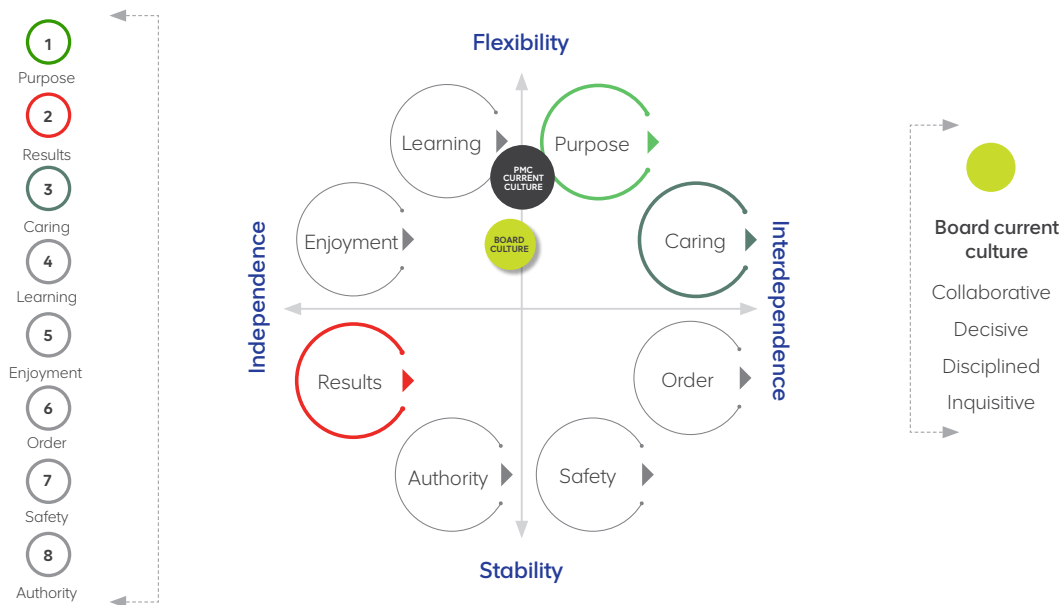 1
Purpose
2
Results
3
Caring
4
Learning
5
Enjoyment
6
Order
7
Safety
8
Authority
Flexibility
Learning
Purpose
PMC
CURRENT
CULTURE
Enjoyment
BOARD
CULTURE
Caring
Independence
Interdependence
Results
Order
Authority
Safety
Stability
Board current
culture
Collaborative
Decisive
Disciplined
Inquisitive